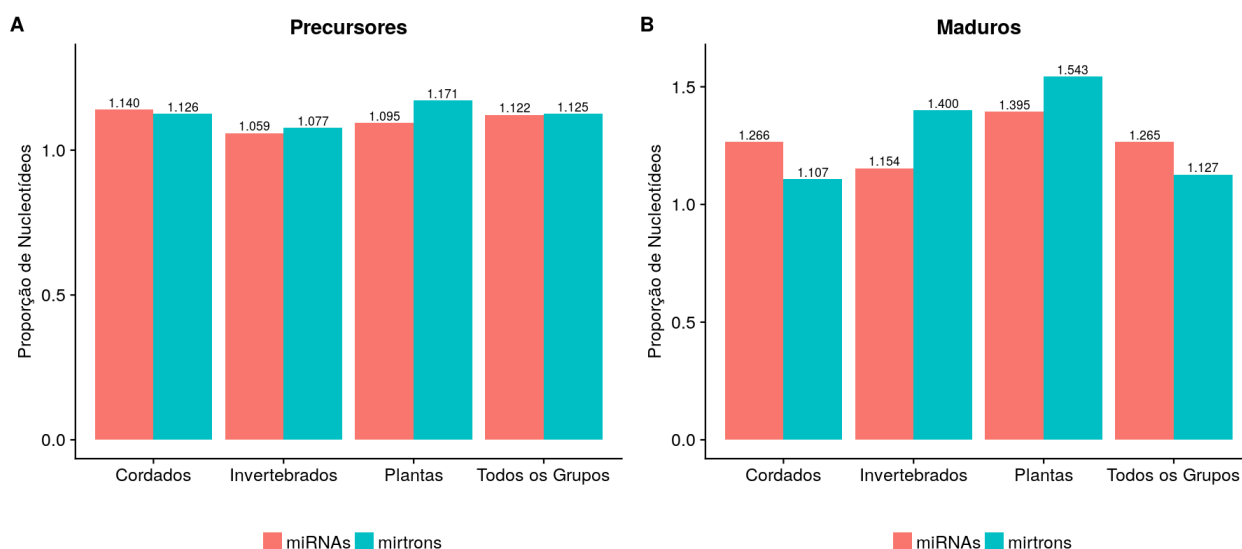 A
Precursores
Proporção de Nucleotídeos
1.0
0.5
0.0
1.140
1.126
1.059
1.077
1.095
1.171
1.122
1.125
Cordados
Invertebrados
Plantas
Todos os Grupos
miRNAs
mirtrons
B
Maduros
Proporção de Nucleotídeos
1.5
1.0
0.5
0.0
1.266
1.107
1.154
1.400
1.395
1.543
1.265
1.127
Cordados
Invertebrados
Plantas
Todos os Grupos
miRNAs
mirtrons